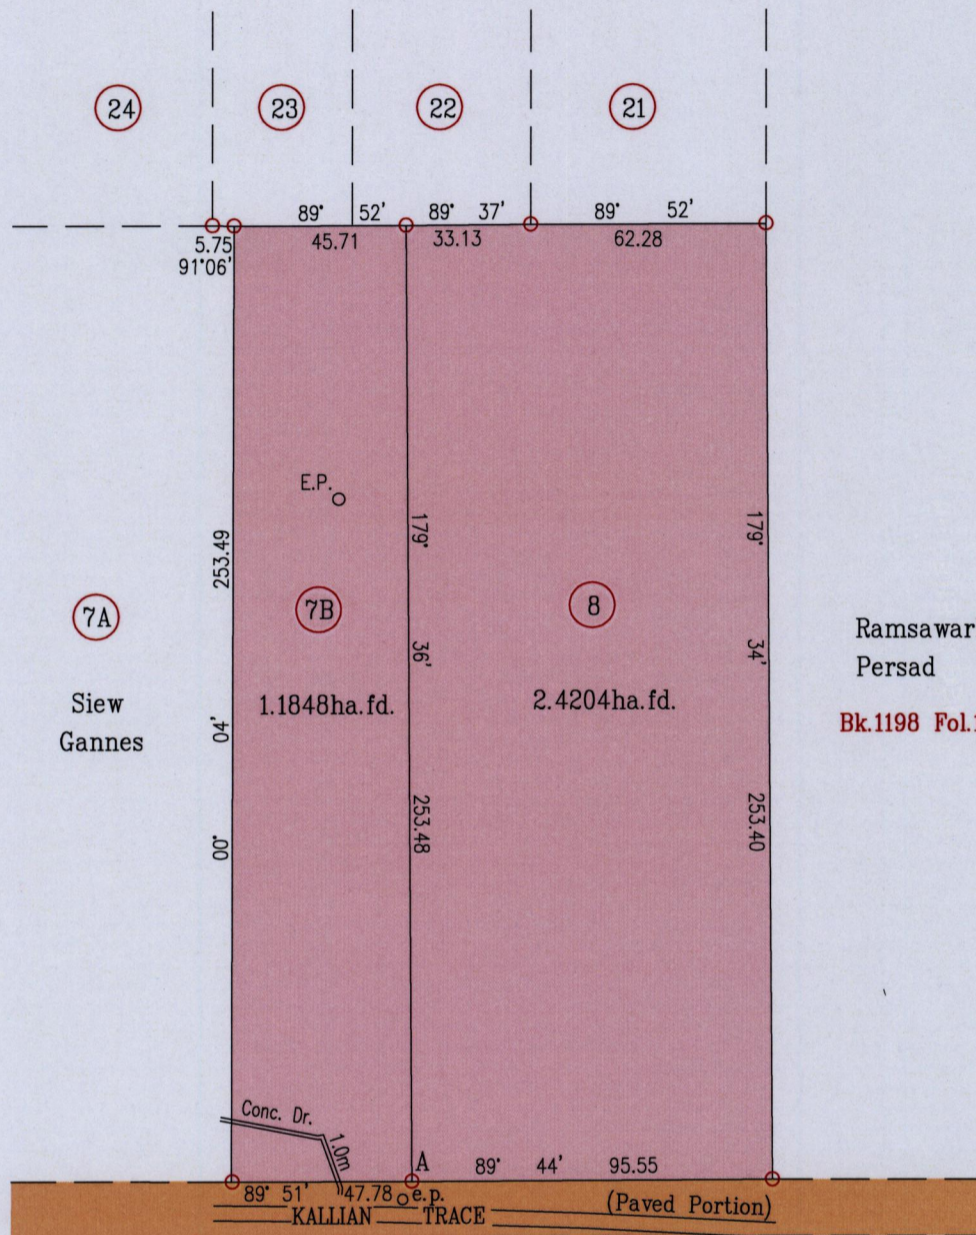 24
23
22
21
89° 52'
89° 37'
89° 52'
5.75
45.71
33.13
62.28
91°06'
E.P.
253.49
179°
179°
7A
7B
8
36'
34'
Ramsawar
Persad
Siew
Gannes
1.1848ha.fd.
2.4204ha.fd.
Bk.1198 Fol.
04'
00°
253.48
253.40
Conc. Dr.
1.0m
A
89° 44' 95.55
89° 51' 47.78
e.p.
(Paved Portion)
KALLIAN TRACE